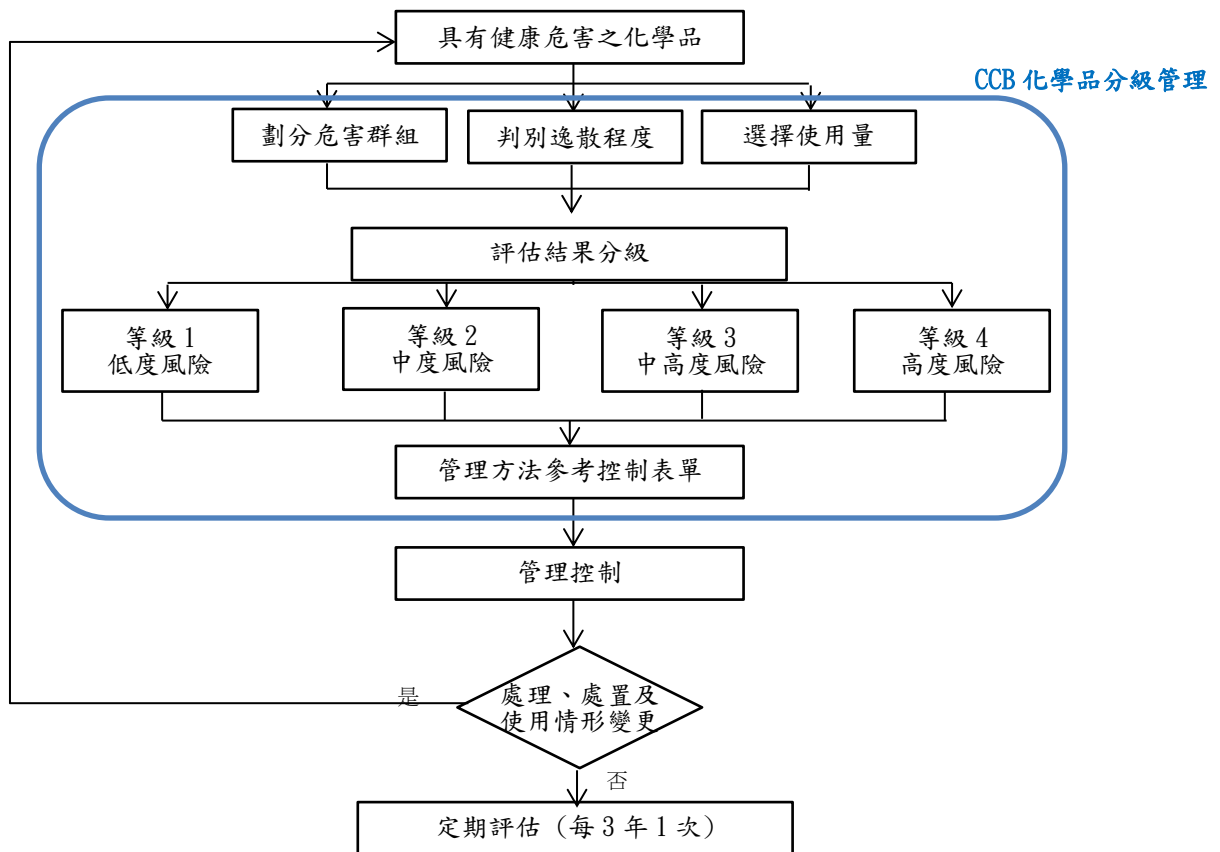 具有健康危害之化學品
CCB 化學品分級管理
劃分危害群組
判別逸散程度
選擇使用量
評估結果分級
等級 1
低度風險
等級 2
中度風險
等級 3
中高度風險
等級 4
高度風險
管理方法參考控制表單
管理控制
是
處理、處置及
使用情形變更
否
定期評估（每 3 年 1 次）